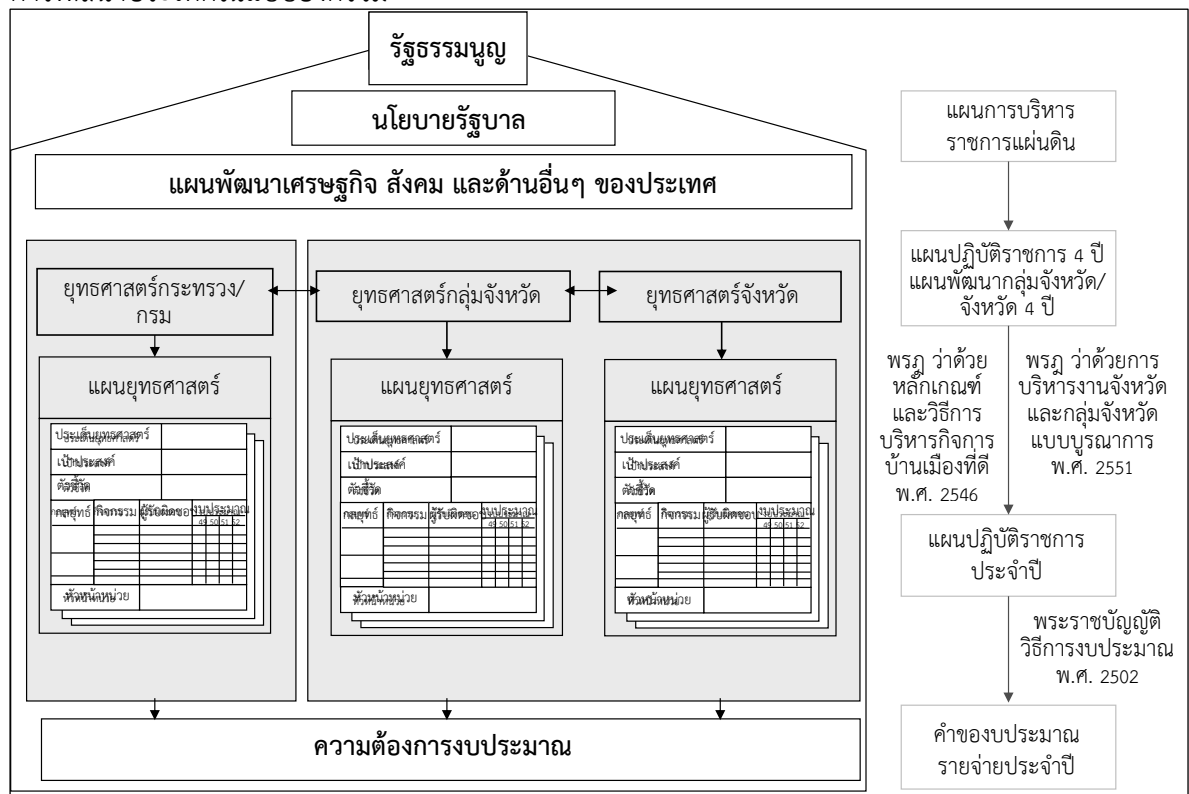 รัฐธรรมนูญ
นโยบายรัฐบาล
แผนพัฒนาเศรษฐกิจ สังคม และด้านอื่นๆ ของประเทศ
ยุทธศาสตร์กระทรวง/
กรม
ยุทธศาสตร์กลุ่มจังหวัด
ยุทธศาสตร์จังหวัด
แผนยุทธศาสตร์
ประเด็นยุทธศาสตร์
เป้าประสงค์
ตัวชี้วัด
กลยุทธ์ กิจกรรม ผู้รับผิดชอบ งบประมาณ
49 50 51 52
หัวหน้าหน่วย
แผนยุทธศาสตร์
ประเด็นยุทธศาสตร์
เป้าประสงค์
ตัวชี้วัด
กลยุทธ์ กิจกรรม ผู้รับผิดชอบ งบประมาณ
49 50 51 52
หัวหน้าหน่วย
แผนยุทธศาสตร์
ประเด็นยุทธศาสตร์
เป้าประสงค์
ตัวชี้วัด
กลยุทธ์ กิจกรรม ผู้รับผิดชอบ งบประมาณ
49 50 51 52
หัวหน้าหน่วย
ความต้องการงบประมาณ
แผนการบริหาร
ราชการแผ่นดิน
แผนปฏิบัติราชการ 4 ปี
แผนพัฒนากลุ่มจังหวัด/
จังหวัด 4 ปี
พรฎ ว่าด้วย
หลักเกณฑ์
และวิธีการ
บริหารกิจการ
บ้านเมืองที่ดี
พ.ศ. 2546
พรฎ ว่าด้วยการ
บริหารงานจังหวัด
และกลุ่มจังหวัด
แบบบูรณาการ
พ.ศ. 2551
แผนปฏิบัติราชการ
ประจำปี
พระราชบัญญัติ
วิธีการงบประมาณ
พ.ศ. 2502
คำของบประมาณ
รายจ่ายประจำปี